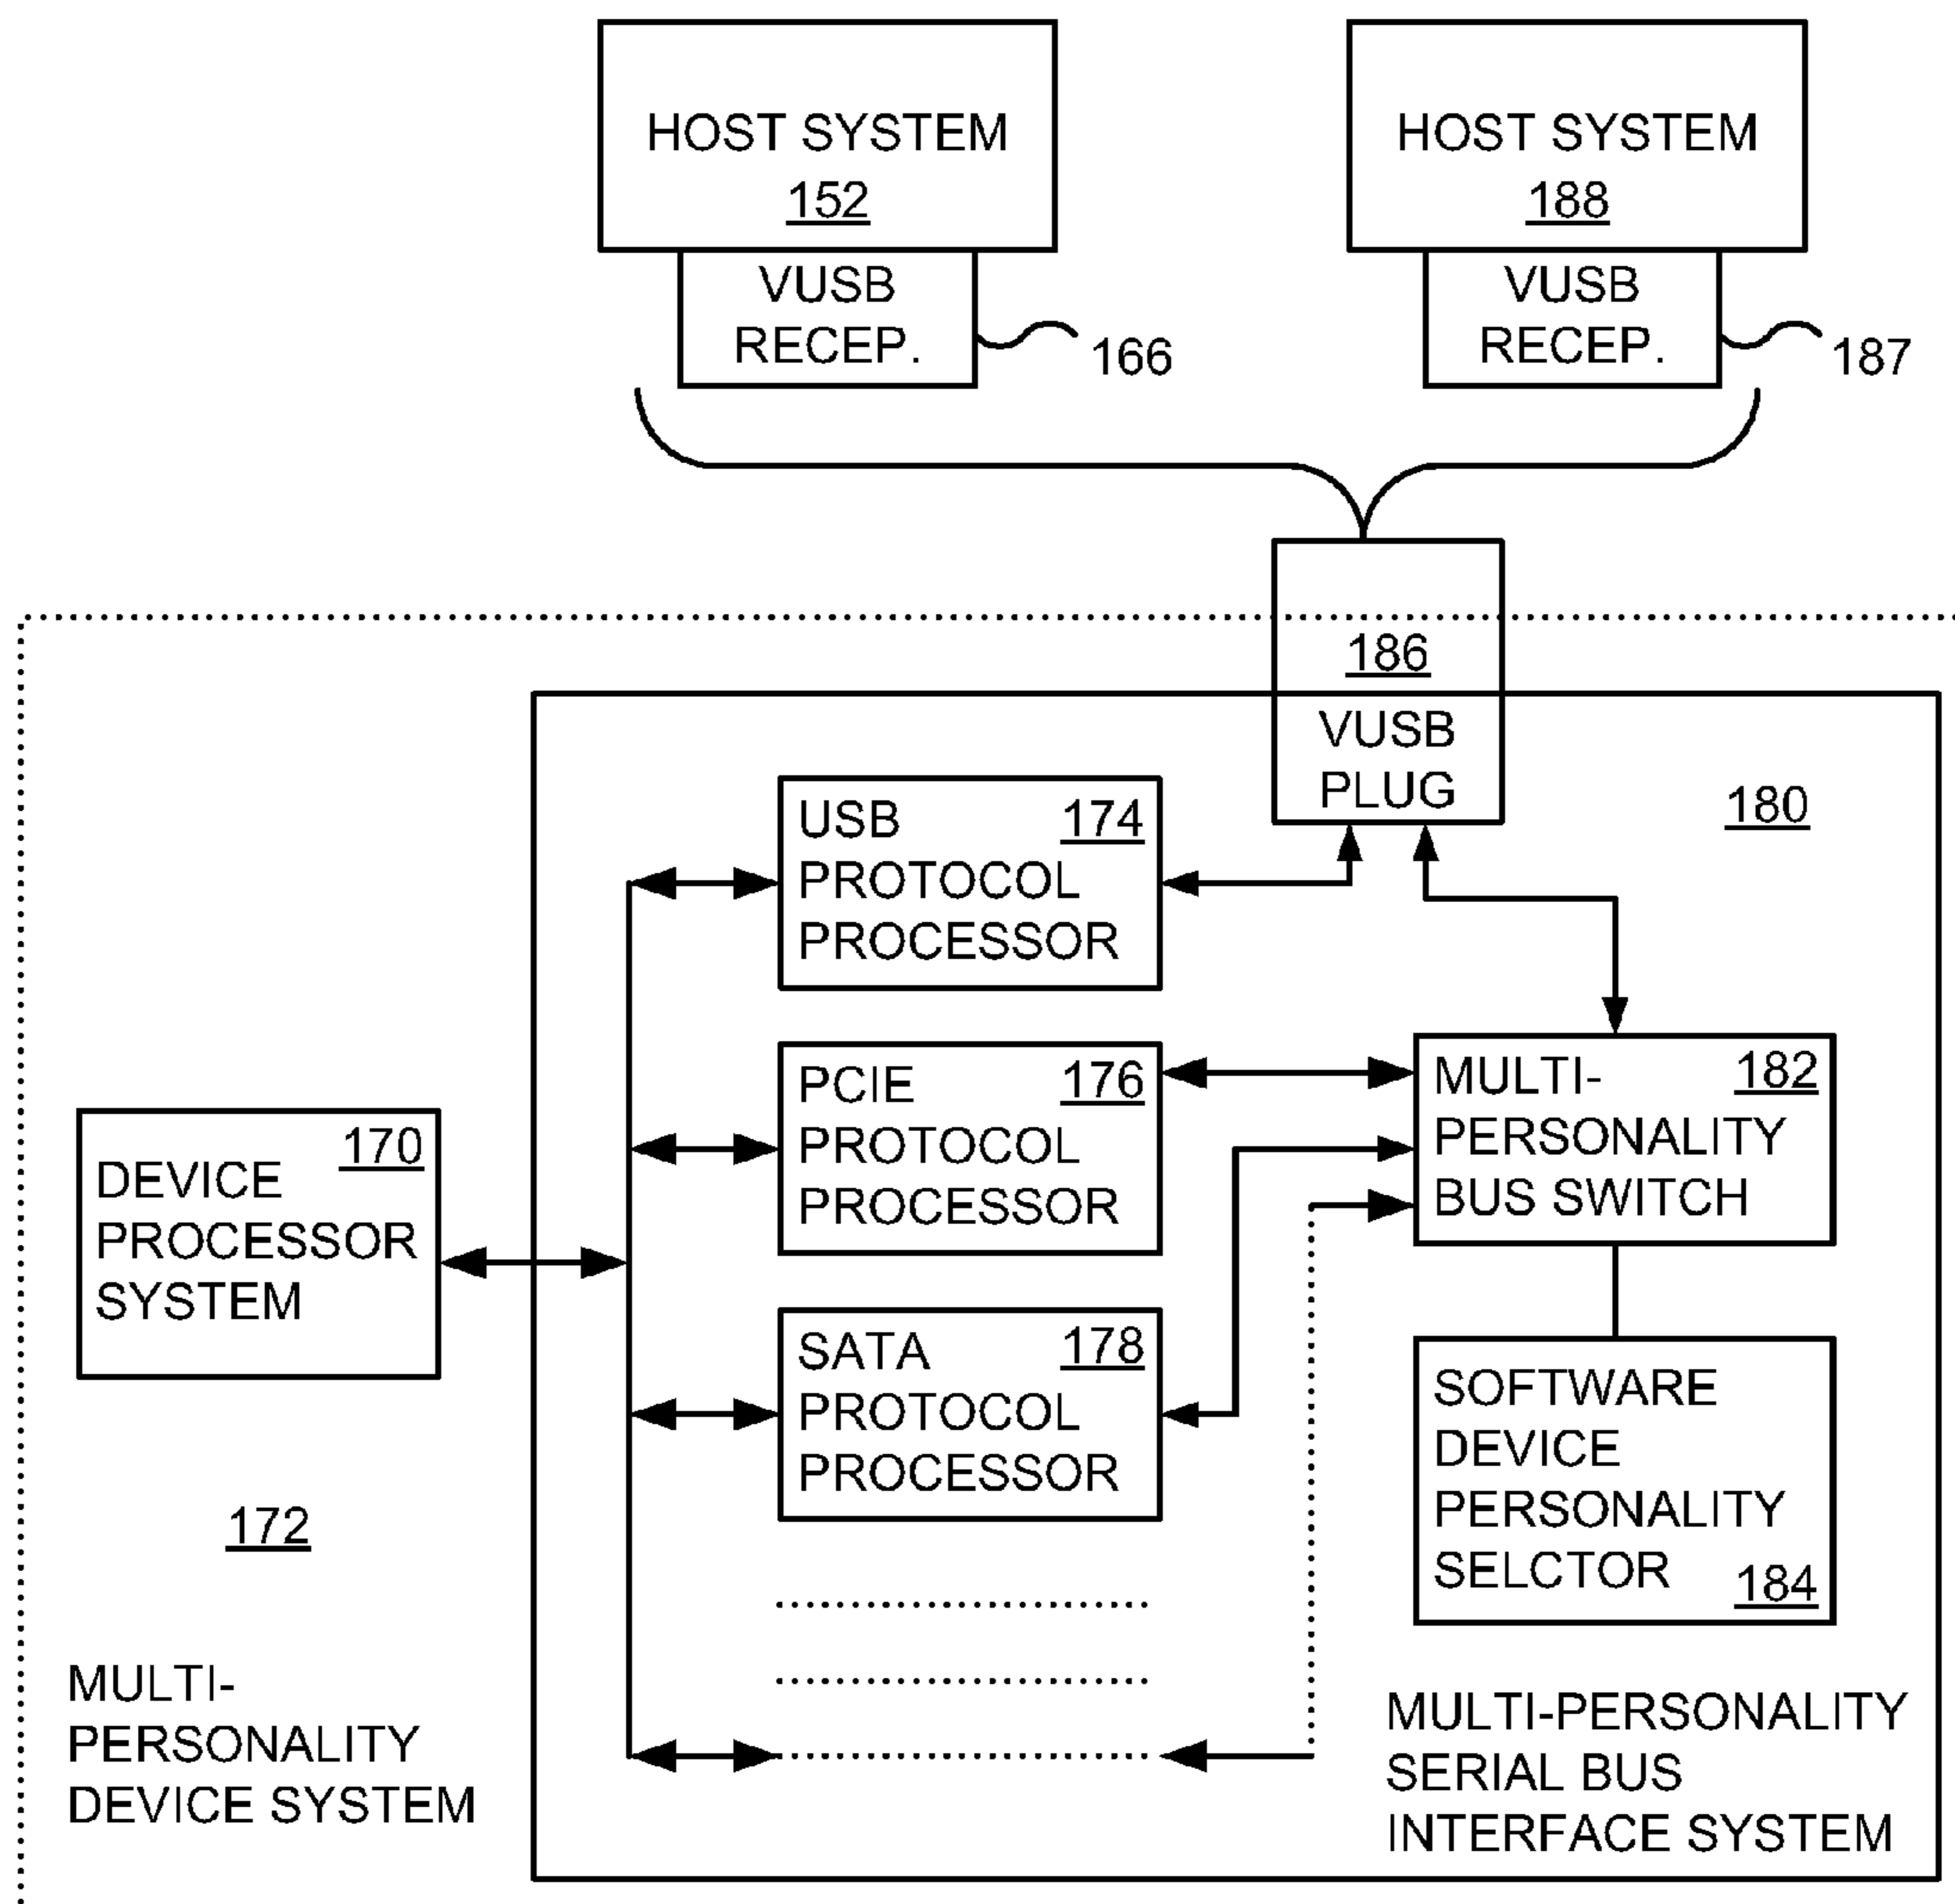 HOST SYSTEM
152
VUSB
RECEP.
166
HOST SYSTEM
188
VUSB
RECEP.
187
186
VUSB
PLUG
180
USB
174
PROTOCOL
PROCESSOR
PCIE
176
PROTOCOL
PROCESSOR
SATA
178
PROTOCOL
PROCESSOR
MULTI-
182
PERSONALITY
BUS SWITCH
170
DEVICE
PROCESSOR
SYSTEM
SOFTWARE
DEVICE
PERSONALITY
SELCTOR
184
172
MULTI-
PERSONALITY
DEVICE SYSTEM
MULTI-PERSONALITY
SERIAL BUS
INTERFACE SYSTEM